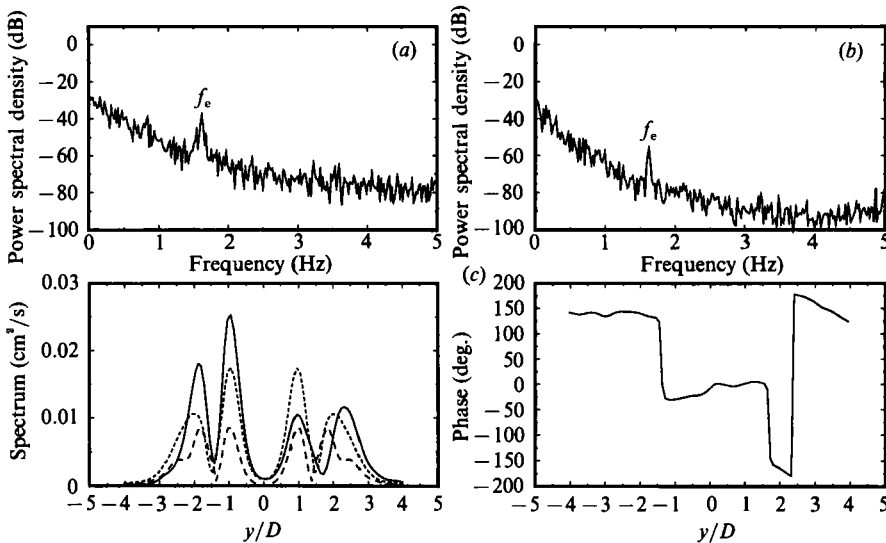 Power spectral density (dB)
0
−20
−40
−60
−80
−100
(a)
f_e
0 1 2 3 4 5
Frequency (Hz)
Power spectral density (dB)
0
−20
−40
−60
−80
−100
(b)
f_e
0 1 2 3 4 5
Frequency (Hz)
(c)
Spectrum (cm²/s)
0.03
0.02
0.01
0
−5 −4 −3 −2 −1 0 1 2 3 4 5
y/D
Phase (deg.)
200
150
100
50
0
−50
−100
−150
−200
−5 −4 −3 −2 −1 0 1 2 3 4 5
y/D